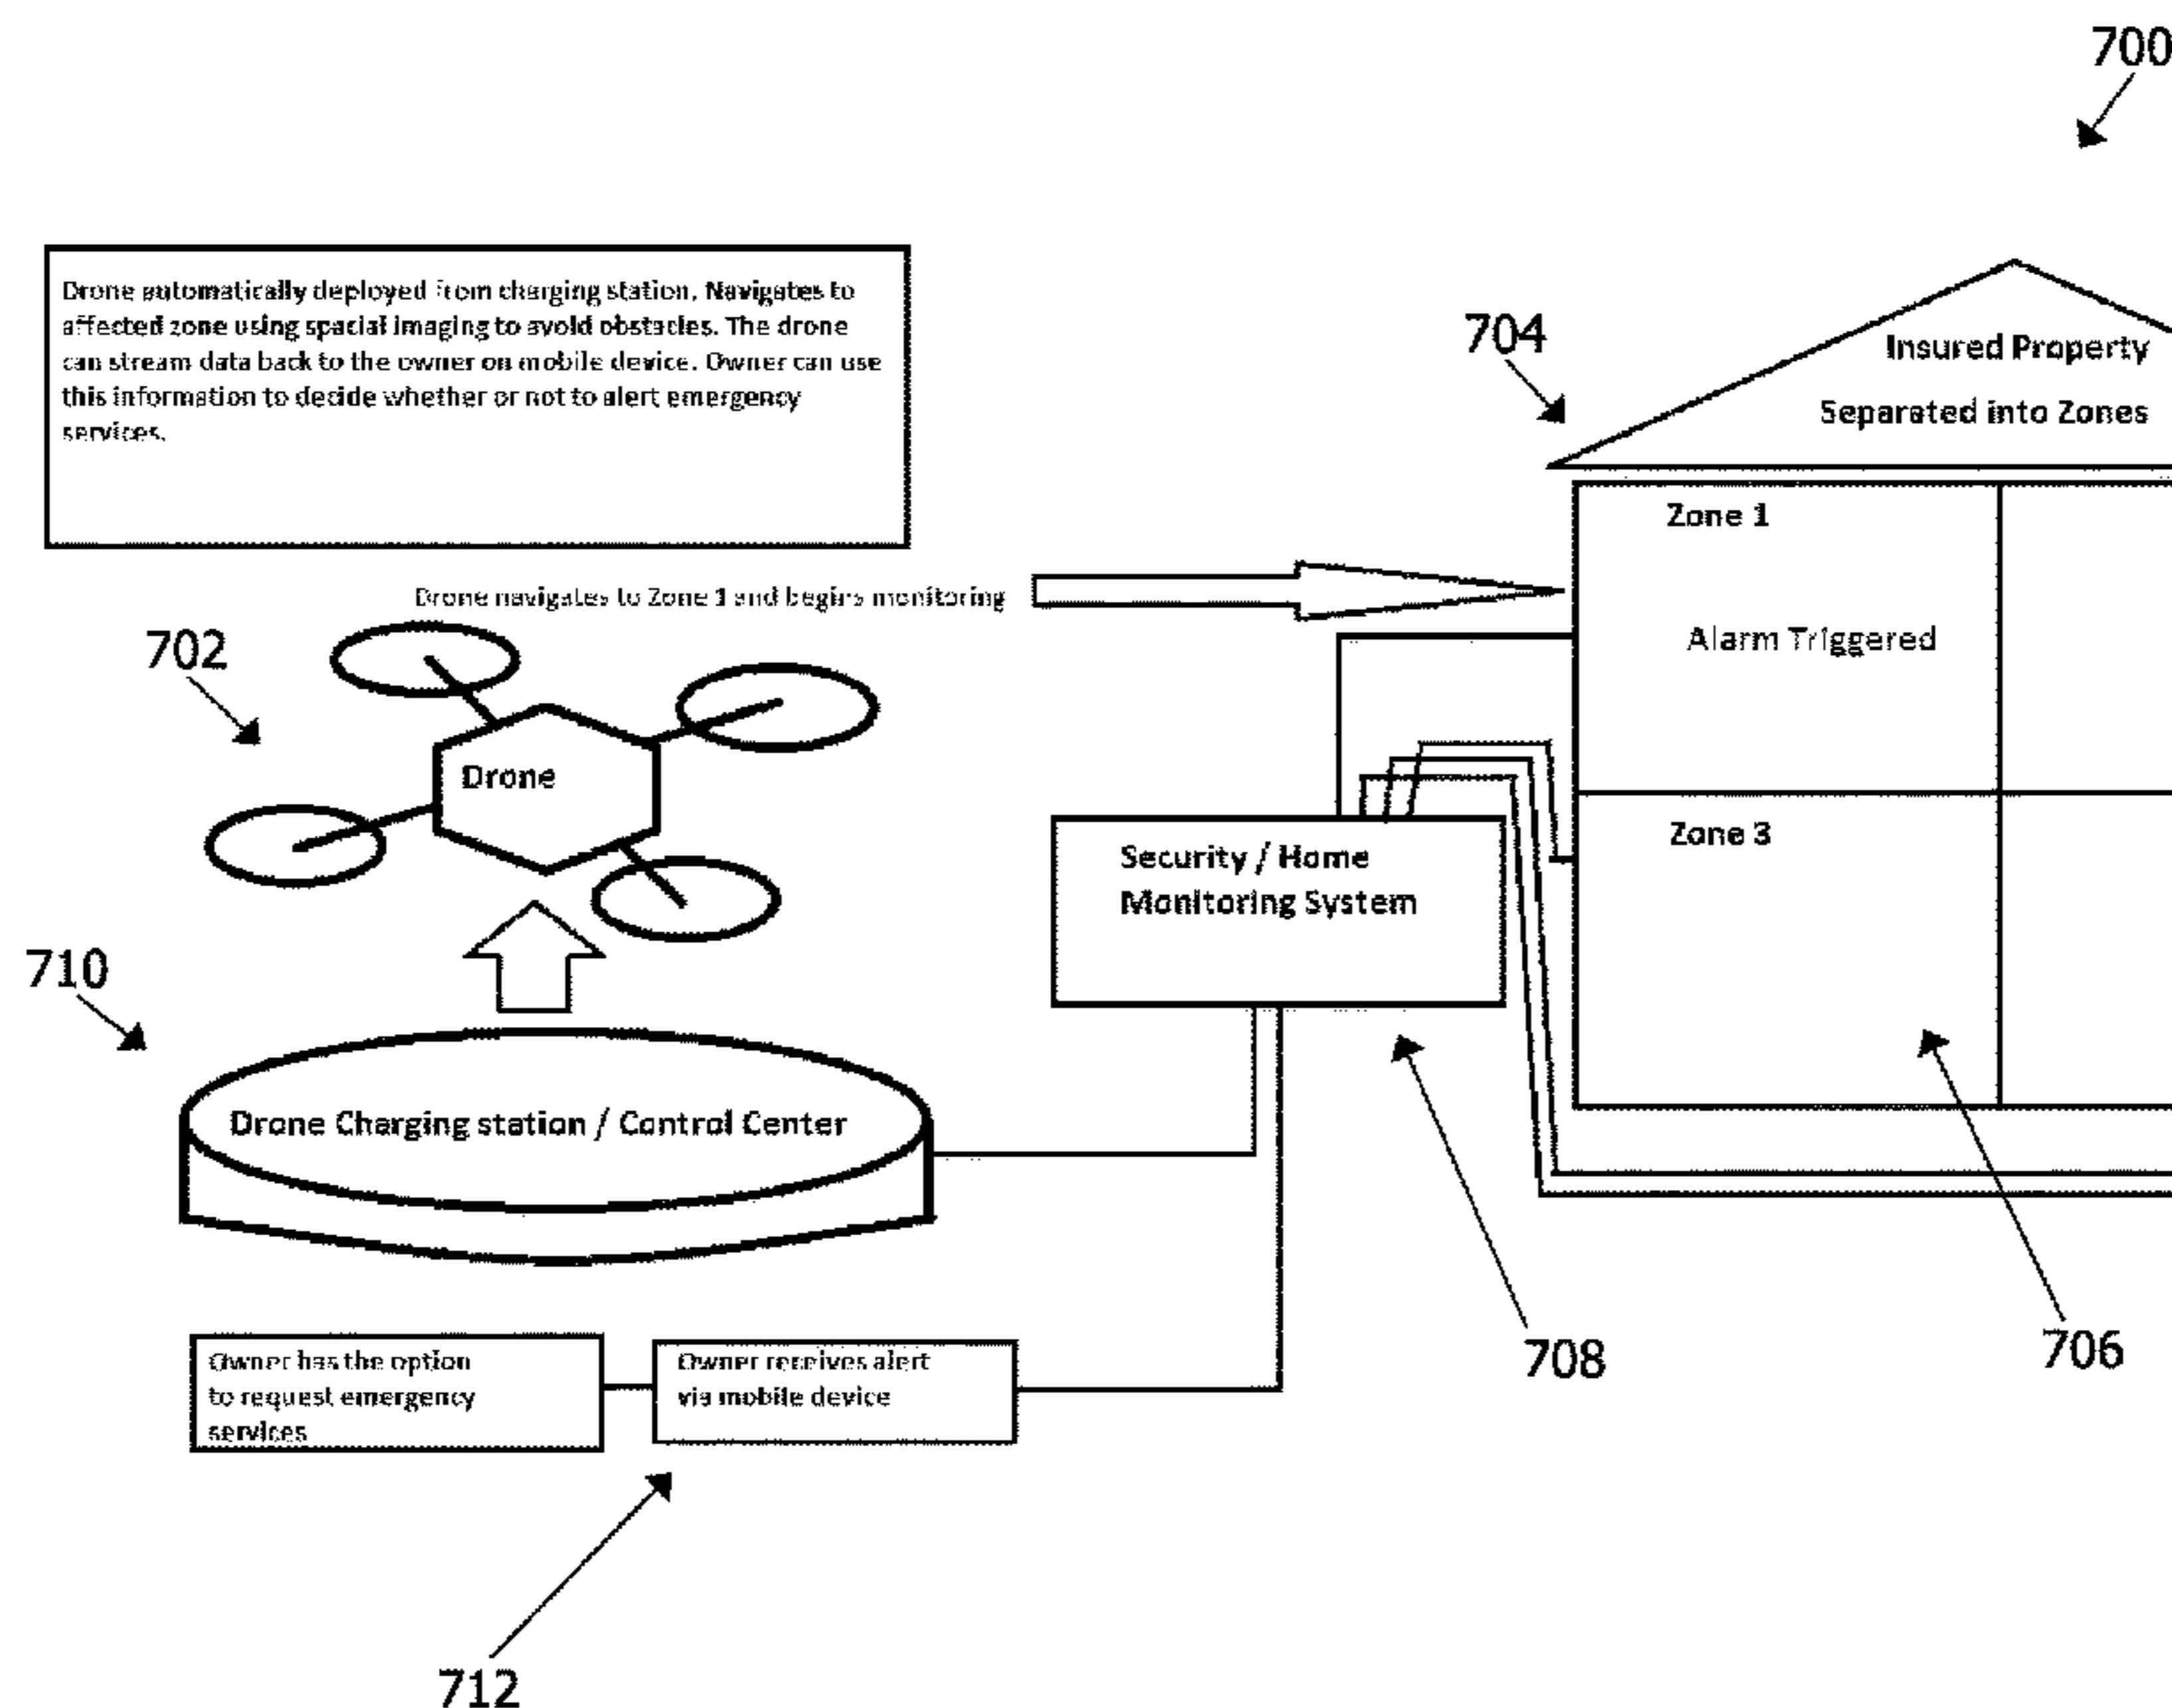 700
Drone automatically deployed from charging station. Navigates to
affected zone using spacial imaging to avoid obstacles. The drone
can stream data back to the owner on mobile device. Owner can use
this information to decide whether or not to alert emergency
services.
704
Insured Property
Separated into Zones
Zone 1
Drone navigates to Zone 1 and begins monitoring
Alarm Triggered
702
Drone
Zone 3
Security / Home
Monitoring System
710
Drone Charging station / Control Center
Owner has the option
to request emergency
services
Owner receives alert
via mobile device
708
706
712